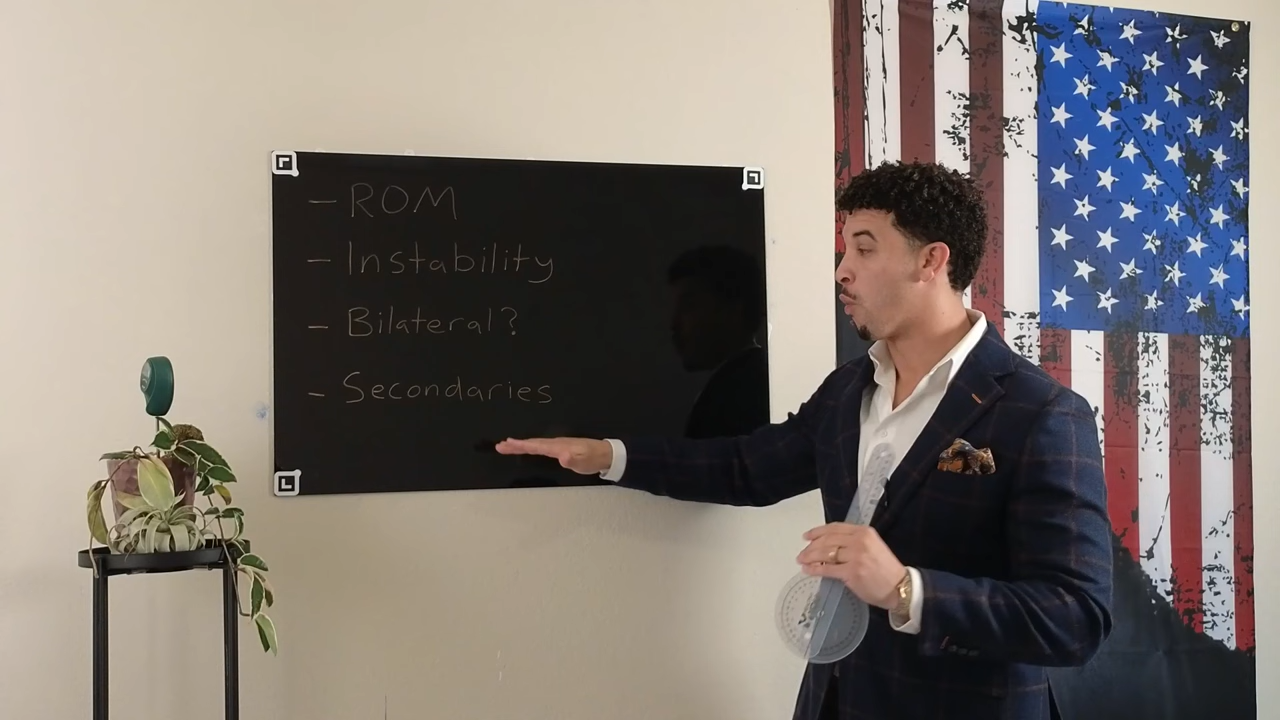 - ROM
- Instability
- Bilateral?
- Secondaries